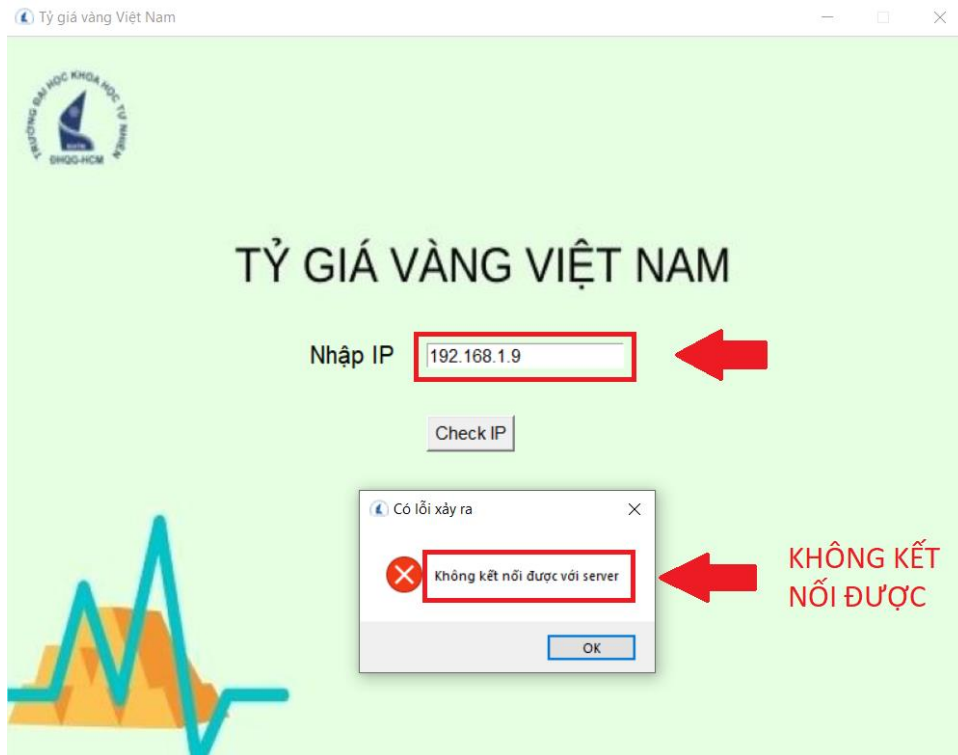 Tỷ giá vàng Việt Nam
TRƯỜNG ĐẠI HỌC KHOA HỌC TỰ NHIÊN
ĐHQG-HCM
TỶ GIÁ VÀNG VIỆT NAM
Nhập IP 192.168.1.9
Check IP
Có lỗi xảy ra
Không kết nối được với server
OK
KHÔNG KẾT
NỐI ĐƯỢC